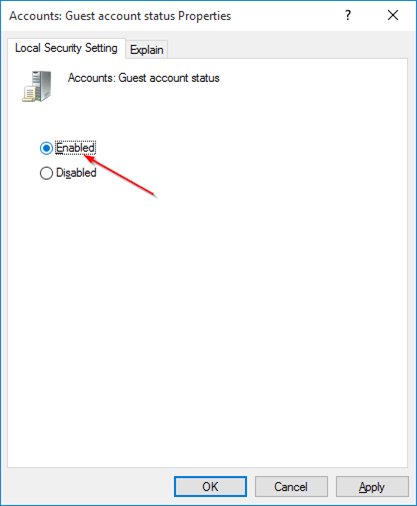 Accounts: Guest account status Properties
?
Local Security Setting
Explain
Accounts: Guest account status
Enabled
Disabled
OK
Cancel
Apply